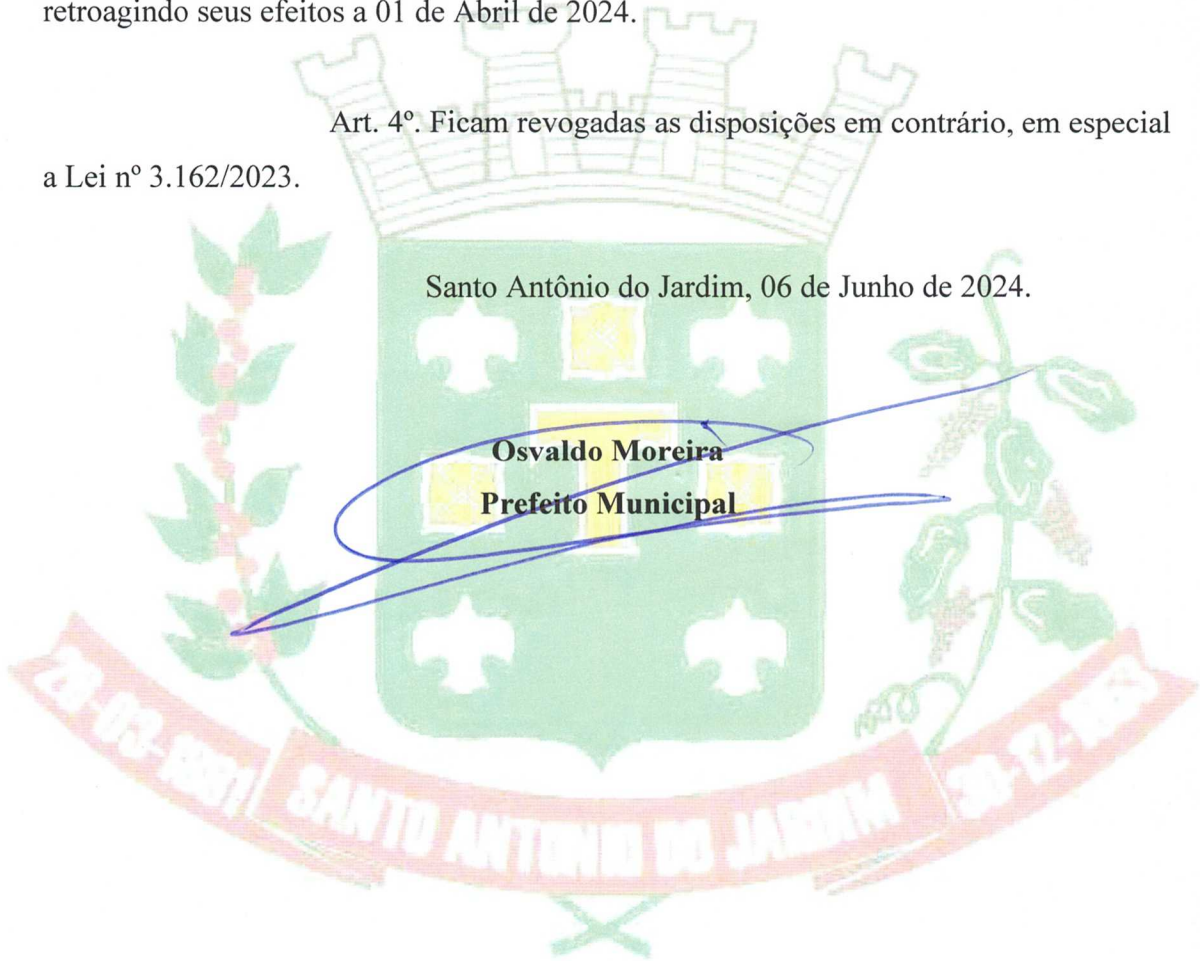 retroagindo seus efeitos a 01 de Abril de 2024.
Art. 4º. Ficam revogadas as disposições em contrário, em especial
a Lei nº 3.162/2023.
Santo Antônio do Jardim, 06 de Junho de 2024.
Osvaldo Moreira
Prefeito Municipal
SANTO ANTONIO DO JARDIM